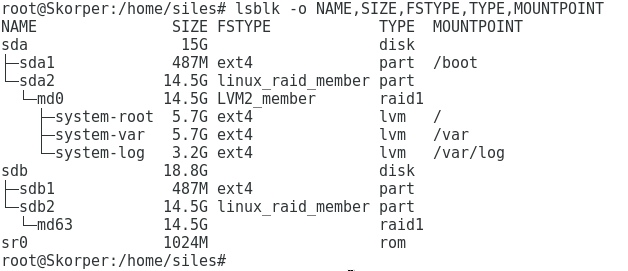 root@Skorper:/home/siles# lsblk -o NAME,SIZE,FSTYPE,TYPE,MOUNTPOINT
NAME                SIZE FSTYPE            TYPE  MOUNTPOINT
sda                  15G                   disk
├─sda1              487M ext4              part  /boot
└─sda2             14.5G linux_raid_member part
  └─md0            14.5G LVM2_member       raid1
    ├─system-root   5.7G ext4              lvm   /
    ├─system-var    5.7G ext4              lvm   /var
    └─system-log    3.2G ext4              lvm   /var/log
sdb                18.8G                   disk
├─sdb1              487M ext4              part
└─sdb2             14.5G linux_raid_member part
  └─md63           14.5G                   raid1
sr0                1024M                   rom
root@Skorper:/home/siles#